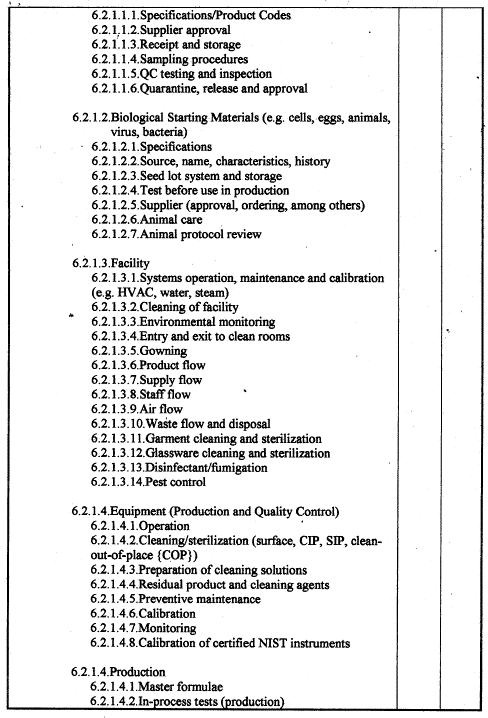 6.2.1.1.1.Specifications/Product Codes
6.2.1.1.2.Supplier approval
6.2.1.1.3.Receipt and storage
6.2.1.1.4.Sampling procedures
6.2.1.1.5.QC testing and inspection
6.2.1.1.6.Quarantine, release and approval
6.2.1.2.Biological Starting Materials (e.g. cells, eggs, animals,
virus, bacteria)
6.2.1.2.1.Specifications
6.2.1.2.2.Source, name, characteristics, history
6.2.1.2.3.Seed lot system and storage
6.2.1.2.4.Test before use in production
6.2.1.2.5.Supplier (approval, ordering, among others)
6.2.1.2.6.Animal care
6.2.1.2.7.Animal protocol review
6.2.1.3.Facility
6.2.1.3.1.Systems operation, maintenance and calibration
(e.g. HVAC, water, steam)
6.2.1.3.2.Cleaning of facility
6.2.1.3.3.Environmental monitoring
6.2.1.3.4.Entry and exit to clean rooms
6.2.1.3.5.Gowning
6.2.1.3.6.Product flow
6.2.1.3.7.Supply flow
6.2.1.3.8.Staff flow
6.2.1.3.9.Air flow
6.2.1.3.10.Waste flow and disposal
6.2.1.3.11.Garment cleaning and sterilization
6.2.1.3.12.Glassware cleaning and sterilization
6.2.1.3.13.Disinfectant/fumigation
6.2.1.3.14.Pest control
6.2.1.4.Equipment (Production and Quality Control)
6.2.1.4.1.Operation
6.2.1.4.2.Cleaning/sterilization (surface, CIP, SIP, clean-
out-of-place {COP})
6.2.1.4.3.Preparation of cleaning solutions
6.2.1.4.4.Residual product and cleaning agents
6.2.1.4.5.Preventive maintenance
6.2.1.4.6.Calibration
6.2.1.4.7.Monitoring
6.2.1.4.8.Calibration of certified NIST instruments
6.2.1.4.Production
6.2.1.4.1.Master formulae
6.2.1.4.2.In-process tests (production)